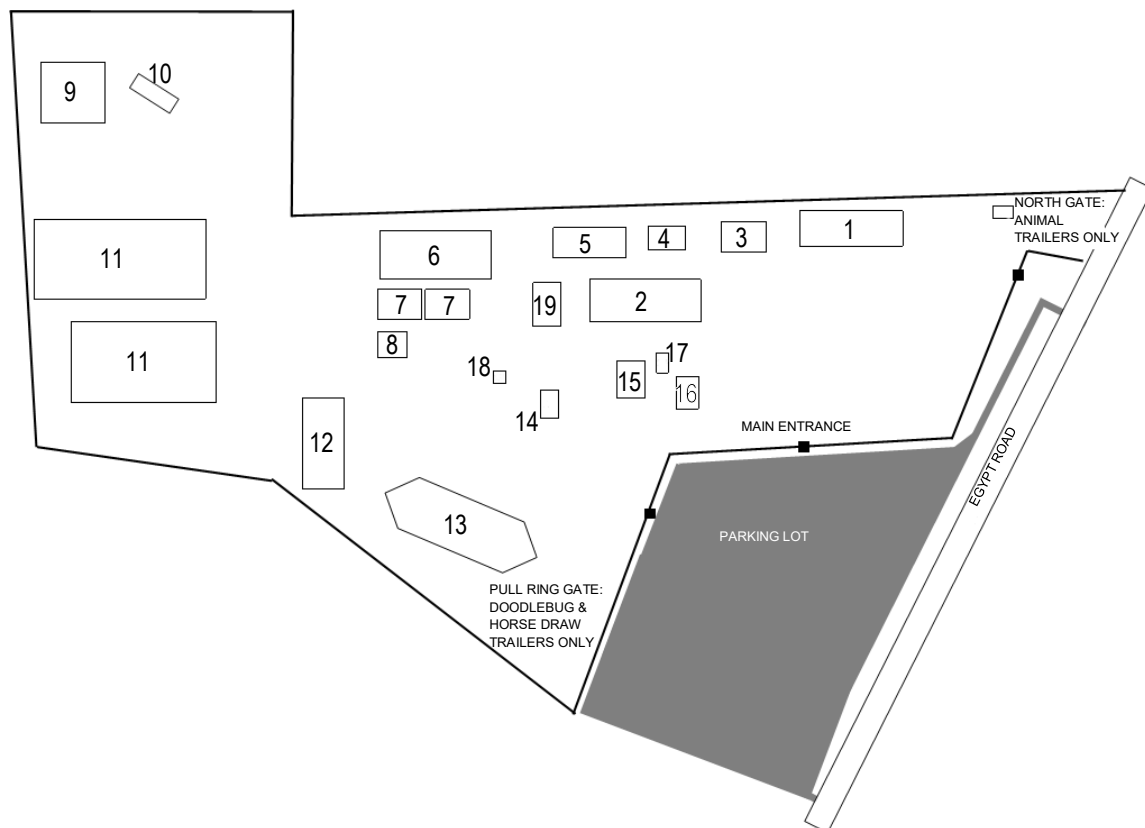 10
9
NORTH GATE:
ANIMAL
TRAILERS ONLY
1
3
4
5
6
11
2
19
7
7
8
17
11
18
15
16
14
MAIN ENTRANCE
12
EGYPT ROAD
13
PARKING LOT
PULL RING GATE:
DOODLEBUG &
HORSE DRAW
TRAILERS ONLY